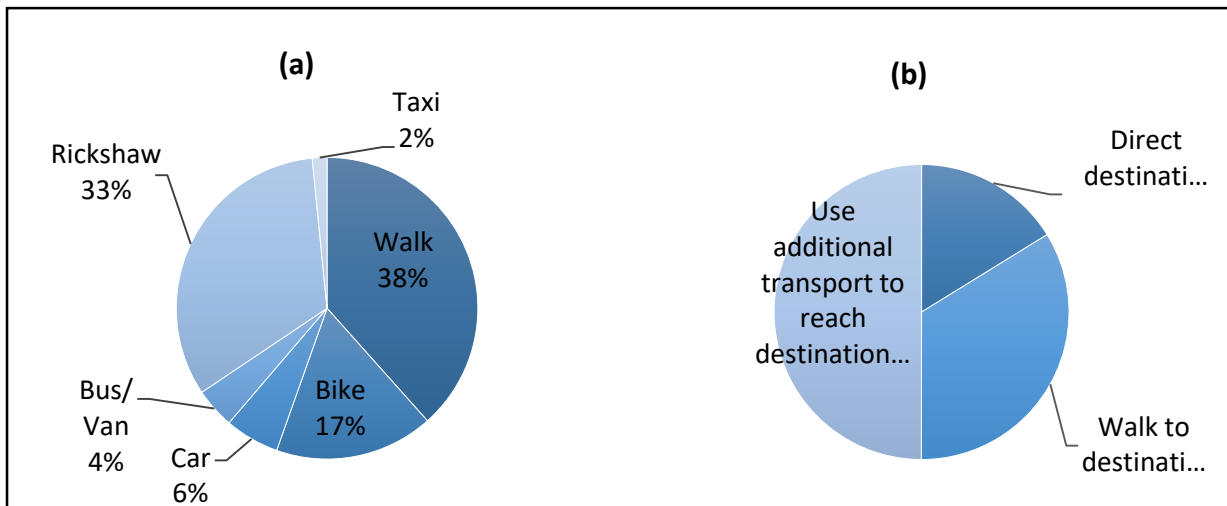 (a)
Taxi
2%
Rickshaw
33%
Walk
38%
Bike
17%
Bus/
Van
4%
Car
6%
(b)
Direct
destinati...
Use
additional
transport to
reach
destination...
Walk to
destinati...